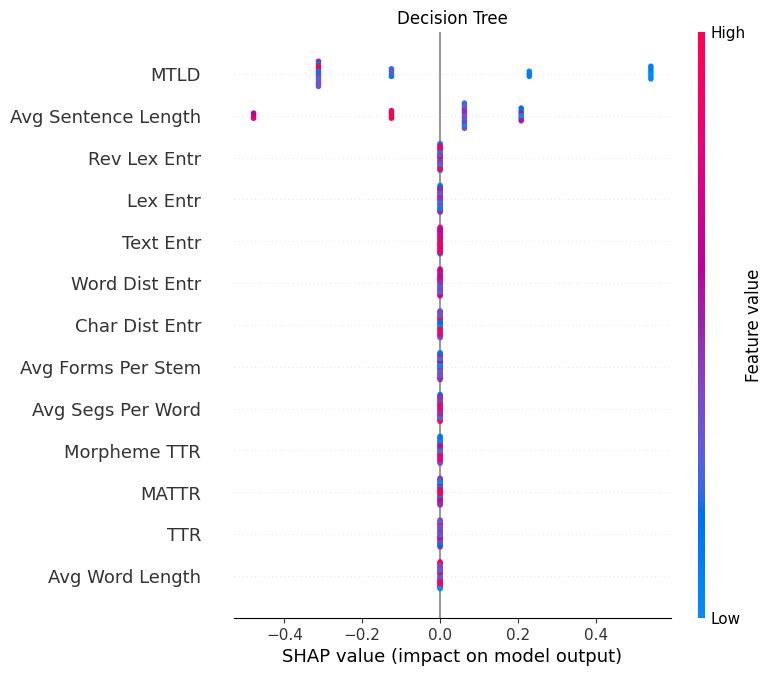 Decision Tree
High
MTLD
Avg Sentence Length
Rev Lex Entr
Lex Entr
Text Entr
Word Dist Entr
Char Dist Entr
Avg Forms Per Stem
Avg Segs Per Word
Morpheme TTR
MATTR
TTR
Avg Word Length
Feature value
Low
−0.4 −0.2 0.0 0.2 0.4
SHAP value (impact on model output)